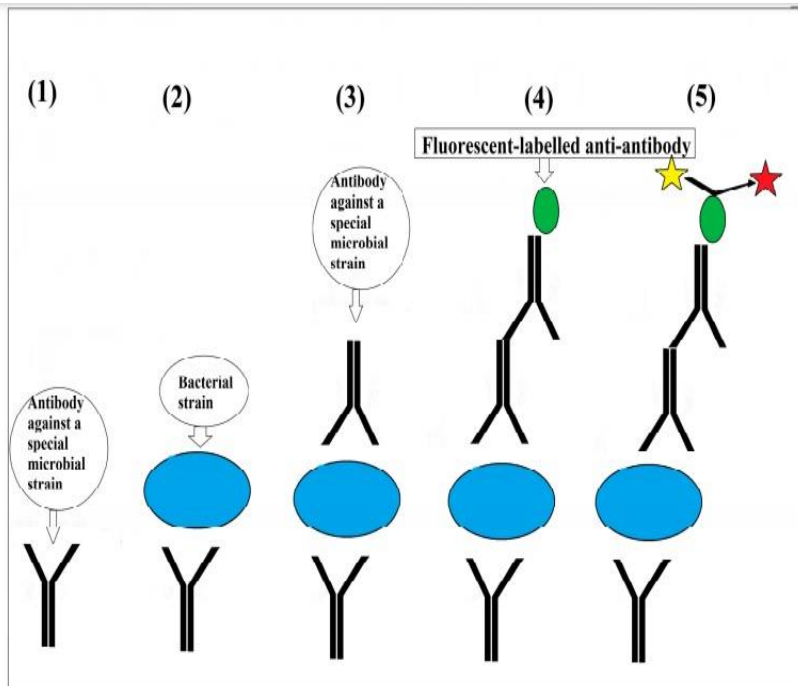 (1)
(2)
(3)
(4)
(5)
Fluorescent-labelled anti-antibody
Antibody
against a
special
microbial
strain
Bacterial
strain
Antibody
against a
special
microbial
strain